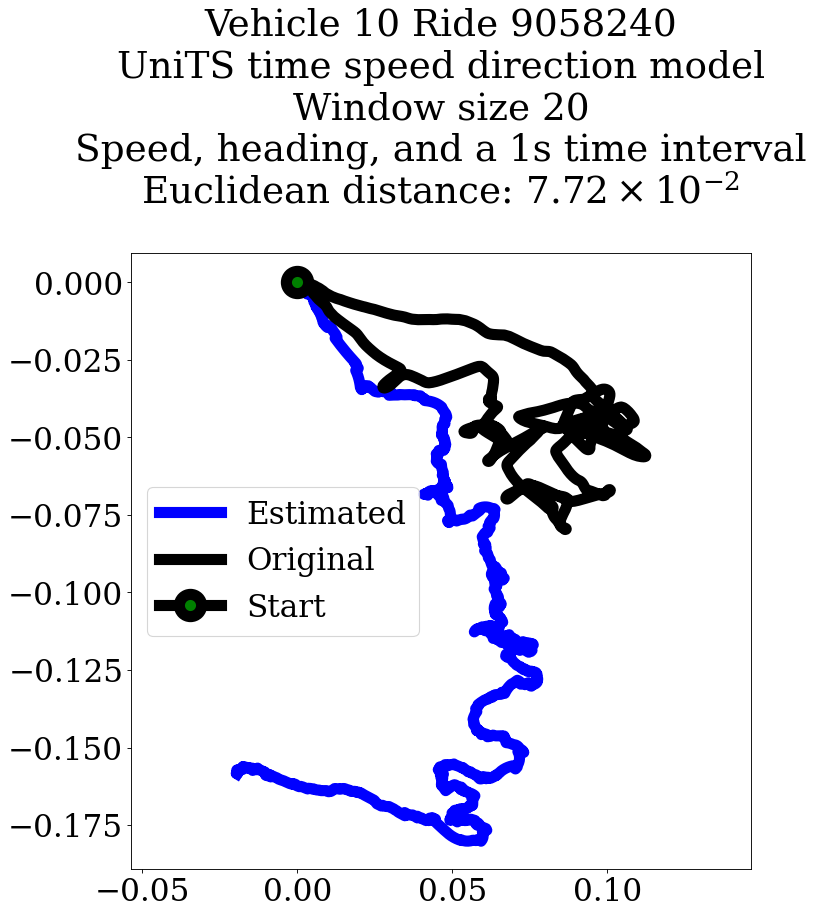 Vehicle 10 Ride 9058240
UniTS time speed direction model
Window size 20
Speed, heading, and a 1s time interval
Euclidean distance: 7.72 × 10⁻²
0.000
−0.025
−0.050
−0.075
−0.100
−0.125
−0.150
−0.175
Estimated
Original
Start
−0.05
0.00
0.05
0.10